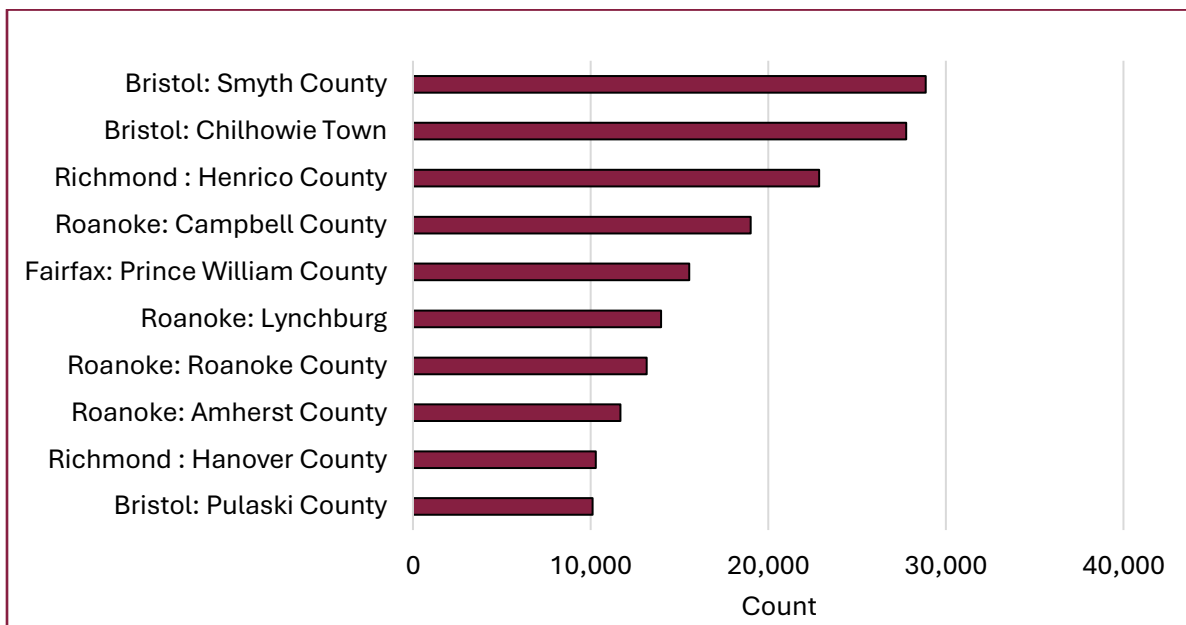 Bristol: Smyth County
Bristol: Chilhowie Town
Richmond : Henrico County
Roanoke: Campbell County
Fairfax: Prince William County
Roanoke: Lynchburg
Roanoke: Roanoke County
Roanoke: Amherst County
Richmond : Hanover County
Bristol: Pulaski County
0 10,000 20,000 30,000 40,000
Count